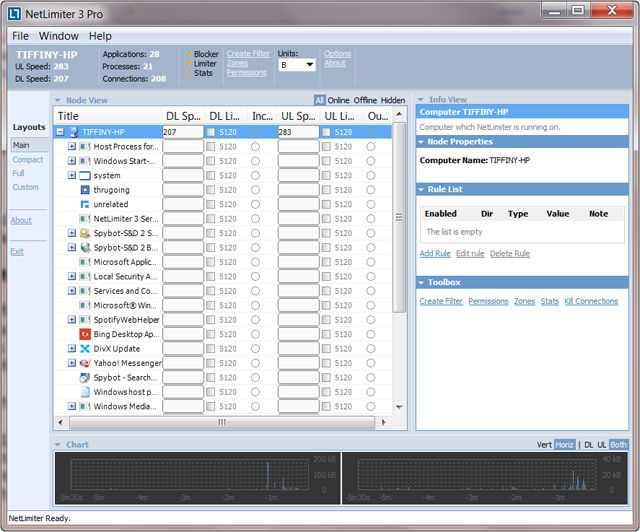 NetLimiter 3 Pro
File Window Help
TIFFINY-HP
UL Speed: 283
DL Speed: 207
Applications: 28
Processes: 21
Connections: 208
Blocker
Limiter
Stats
Create Filter
Zones
Permissions
Units:
B
Options
About
Layouts
Main
Compact
Full
Custom
About
Exit
Node View All Online Offline Hidden
Title DL Sp... DL Li... Inc... UL Sp... UL Li... Ou...
TIFFINY-HP 207 5120 283 5120
Host Process for ... 5120 5120
Windows Start-... 5120 5120
system 5120 5120
thrugoing 5120 5120
unrelated 5120 5120
NetLimiter 3 Ser... 5120 5120
Spybot-S&D 2 S... 5120 5120
Spybot-S&D 2 B... 5120 5120
Microsoft Applic... 5120 5120
Local Security A... 5120 5120
Services and Co... 5120 5120
Microsoft® Win... 5120 5120
SpotifyWebHelper 5120 5120
Bing Desktop Ap... 5120 5120
DivX Update 5120 5120
Yahoo! Messenger 5120 5120
Spybot - Search... 5120 5120
Windows host p... 5120 5120
Windows Media... 5120 5120
Info View
Computer TIFFINY-HP
Computer which NetLimiter is running on.
Node Properties
Computer Name: TIFFINY-HP
Rule List
Enabled Dir Type Value Note
The list is empty
Add Rule Edit rule Delete Rule
Toolbox
Create Filter Permissions Zones Stats Kill Connections
Chart Vert Horiz | DL UL Both
200 kB
100 kB
0
-5m30s -5m -4m -3m -2m -1m
40 kB
20 kB
0
-5m30s -5m -4m -3m -2m -1m
NetLimiter Ready.